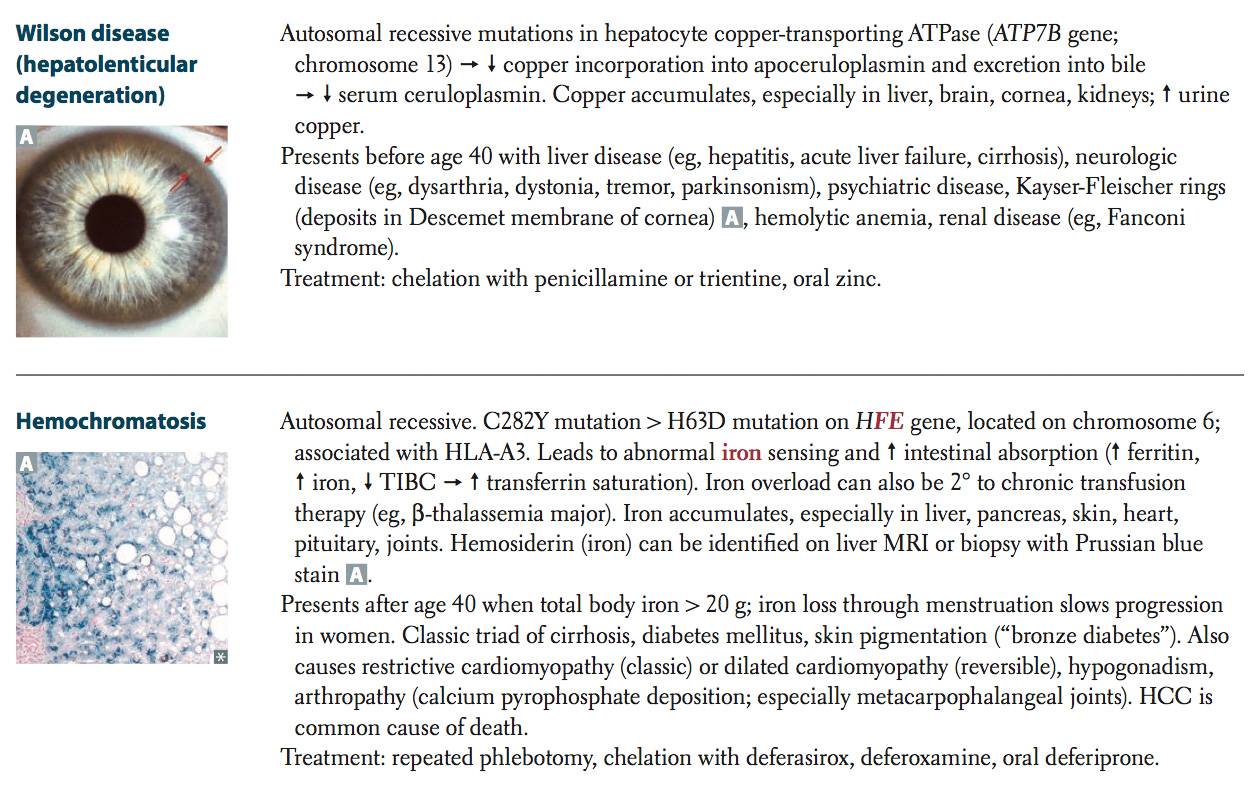 Wilson disease
(hepatolenticular
degeneration)
A
Autosomal recessive mutations in hepatocyte copper-transporting ATPase (ATP7B gene;
chromosome 13) → ↓ copper incorporation into apoceruloplasmin and excretion into bile
→ ↓ serum ceruloplasmin. Copper accumulates, especially in liver, brain, cornea, kidneys; ↑ urine
copper.
Presents before age 40 with liver disease (eg, hepatitis, acute liver failure, cirrhosis), neurologic
disease (eg, dysarthria, dystonia, tremor, parkinsonism), psychiatric disease, Kayser-Fleischer rings
(deposits in Descemet membrane of cornea) A, hemolytic anemia, renal disease (eg, Fanconi
syndrome).
Treatment: chelation with penicillamine or trientine, oral zinc.
Hemochromatosis
A
Autosomal recessive. C282Y mutation > H63D mutation on HFE gene, located on chromosome 6;
associated with HLA-A3. Leads to abnormal iron sensing and ↑ intestinal absorption (↑ ferritin,
↑ iron, ↓ TIBC → ↑ transferrin saturation). Iron overload can also be 2° to chronic transfusion
therapy (eg, β-thalassemia major). Iron accumulates, especially in liver, pancreas, skin, heart,
pituitary, joints. Hemosiderin (iron) can be identified on liver MRI or biopsy with Prussian blue
stain A.
Presents after age 40 when total body iron > 20 g; iron loss through menstruation slows progression
in women. Classic triad of cirrhosis, diabetes mellitus, skin pigmentation (“bronze diabetes”). Also
causes restrictive cardiomyopathy (classic) or dilated cardiomyopathy (reversible), hypogonadism,
arthropathy (calcium pyrophosphate deposition; especially metacarpophalangeal joints). HCC is
common cause of death.
Treatment: repeated phlebotomy, chelation with deferasirox, deferoxamine, oral deferiprone.